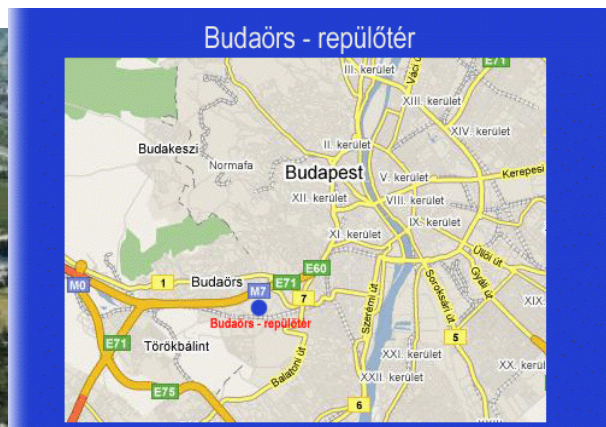 Budaörs - repülőtér
III. kerület
Váci út
E71
XIII. kerület
XIV. kerület
Budakeszi
II. kerület
Normafa
Budapest
V. kerület
Kerepesi
XII. kerület
VIII. kerület
IX. kerület
XI. kerület
Üllői út
E60
M0
1
Budaörs
E71
M7
7
Gyáli út
Soroksári út
Szerémi út
XIX.
Budaörs - repülőtér
E71
Törökbálint
5
Balatoni út
XXI. kerület
XX. kerül
E75
XXII. kerület
6